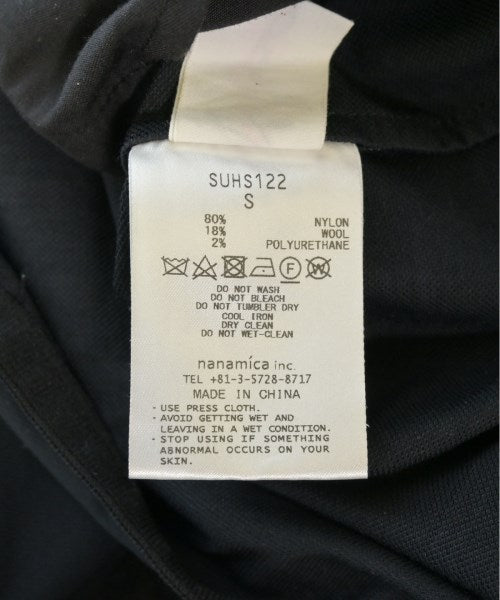 SUHS122
S
80% NYLON
18% WOOL
2% POLYURETHANE
F W
DO NOT WASH
DO NOT BLEACH
DO NOT TUMBLER DRY
COOL IRON
DRY CLEAN
DO NOT WET-CLEAN
nanamica inc.
TEL +81-3-5728-8717
MADE IN CHINA
・USE PRESS CLOTH.
・AVOID GETTING WET AND
LEAVING IN A WET CONDITION.
・STOP USING IF SOMETHING
ABNORMAL OCCURS ON YOUR
SKIN.